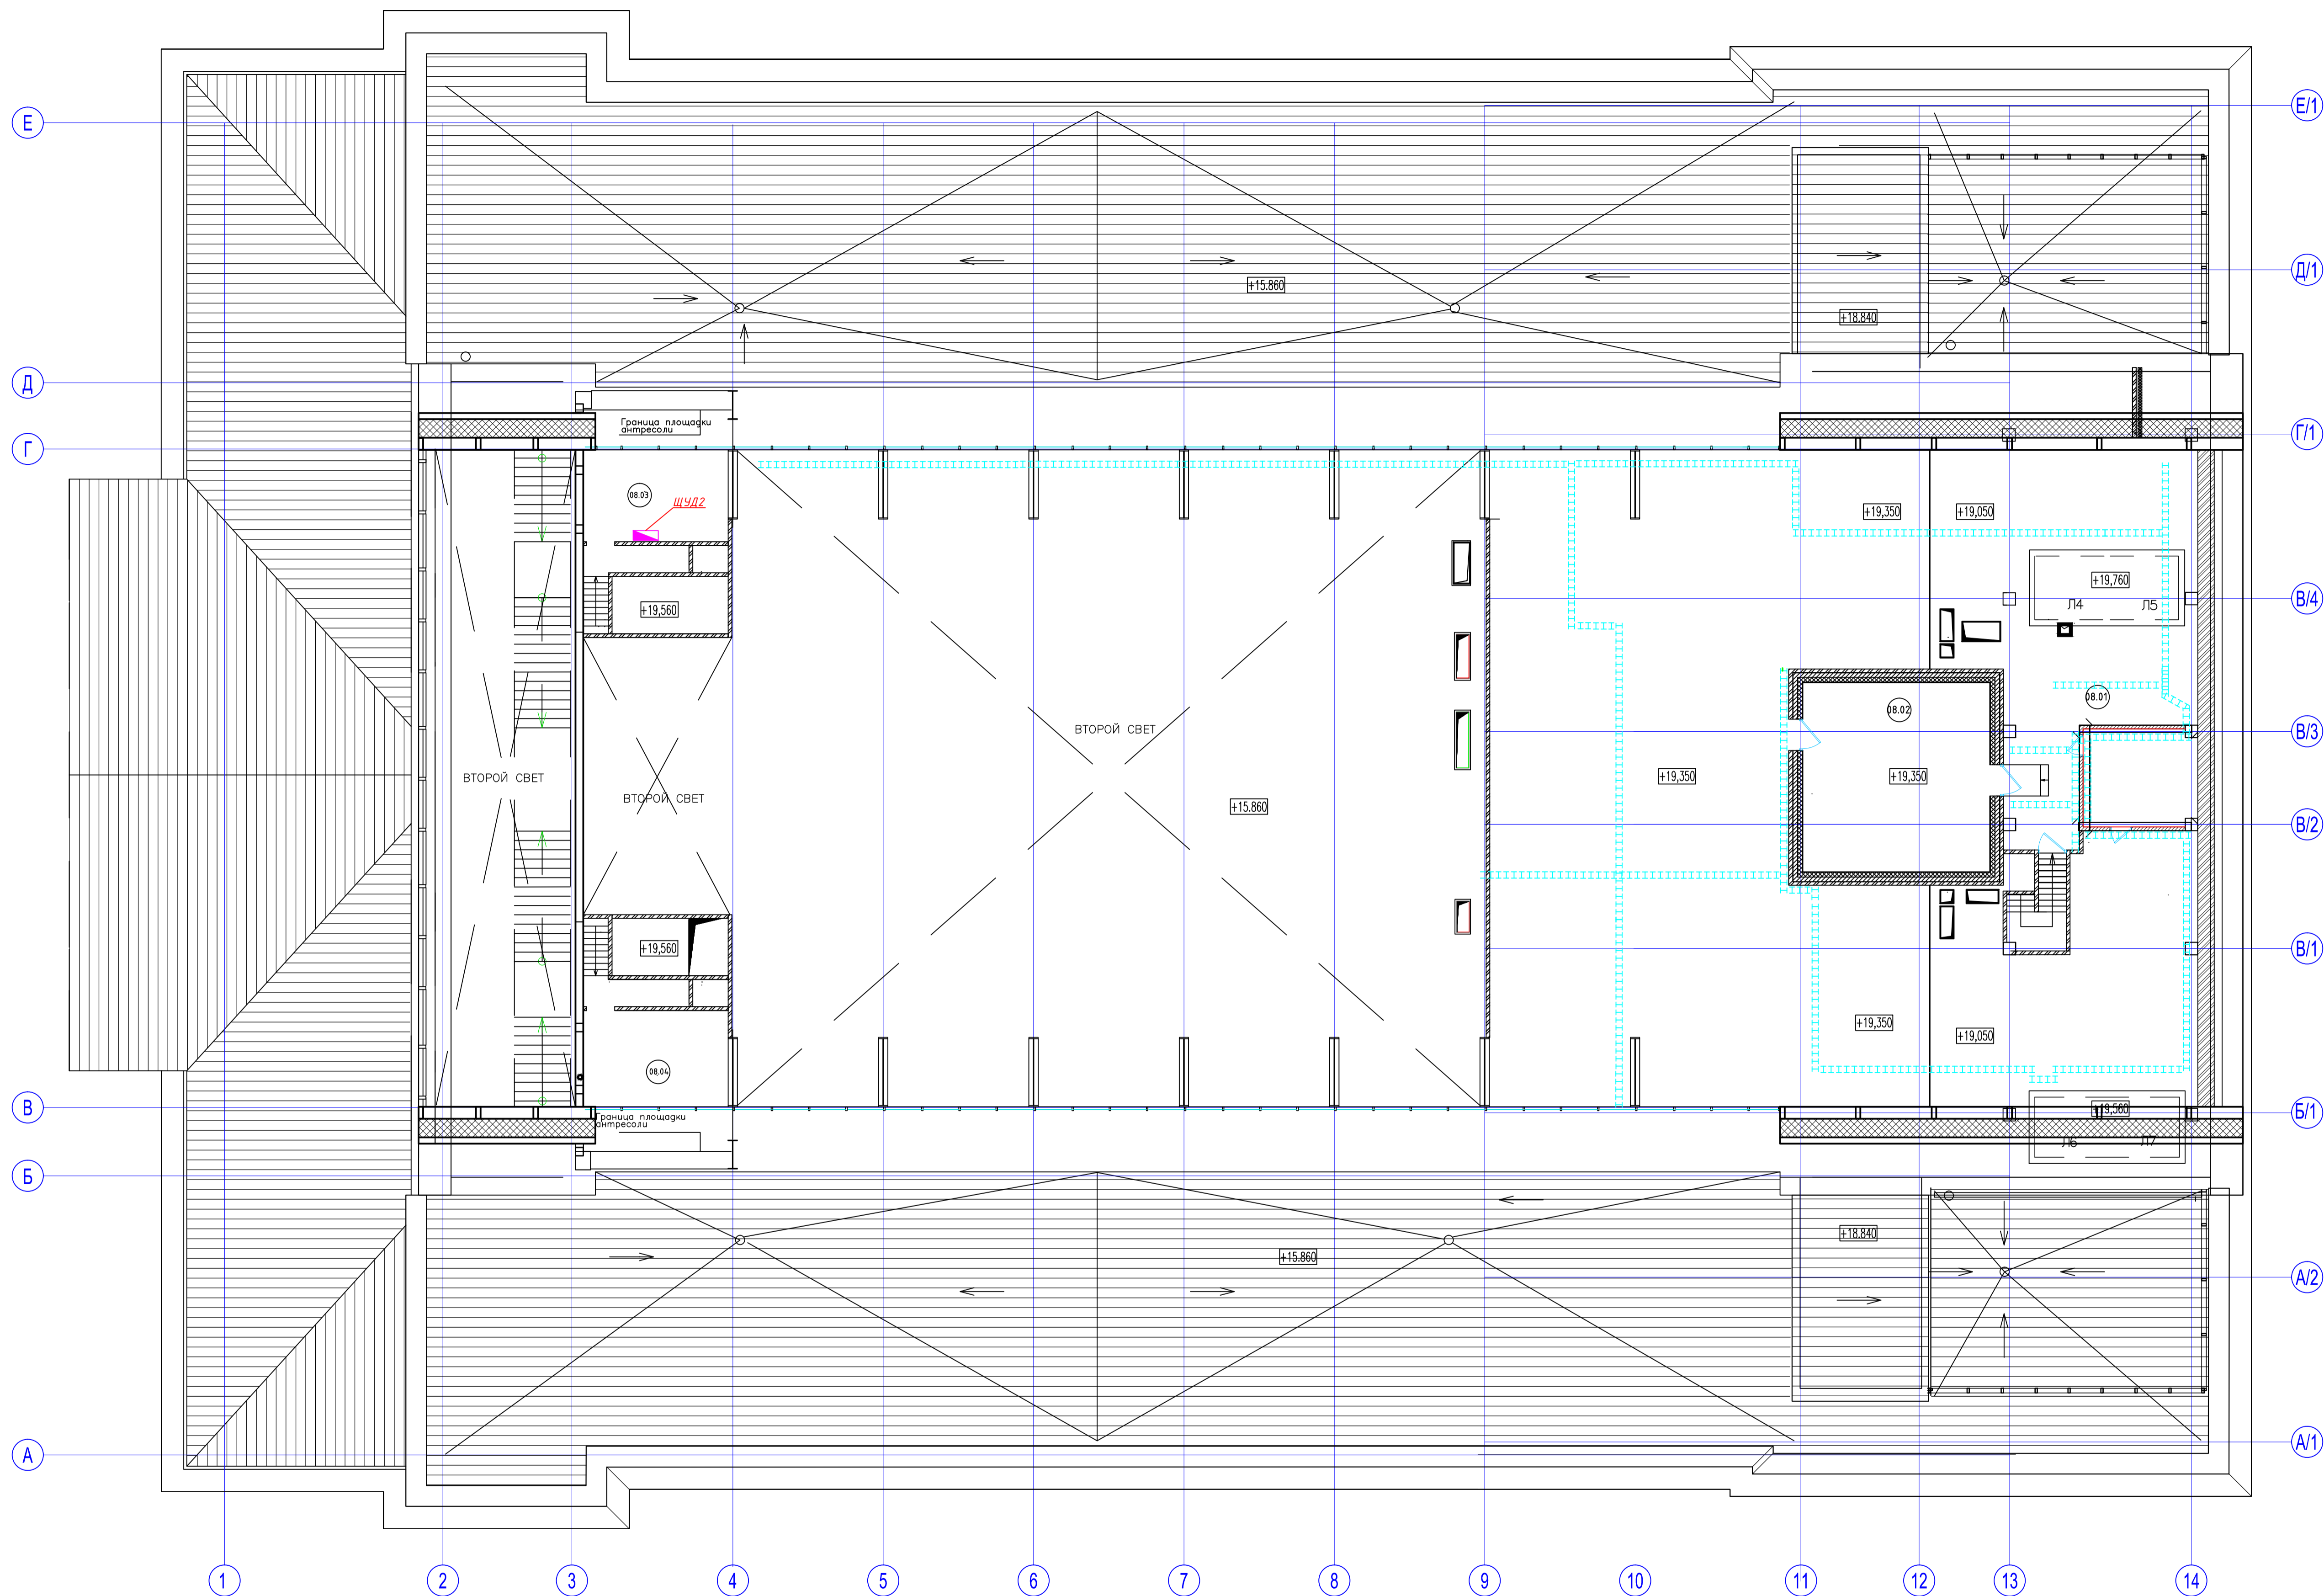 Е
Е/1
Д/1
+15.860
+18.840
Д
Граница площадки
антресоли
Г
Г/1
08.03
ЩУД2
+19,350
+19,050
+19,760
Л4
Л5
В/4
+19,560
08.01
08.02
ВТОРОЙ СВЕТ
В/3
ВТОРОЙ СВЕТ
+19,350
+19,350
ВТОРОЙ СВЕТ
+15.860
В/2
+19,560
В/1
+19,350
+19,050
08.04
В
Граница площадки
антресоли
+19,560
Б/1
Л6
Л7
Б
+18.840
+15.860
А/2
А
А/1
1
2
3
4
5
6
7
8
9
10
11
12
13
14